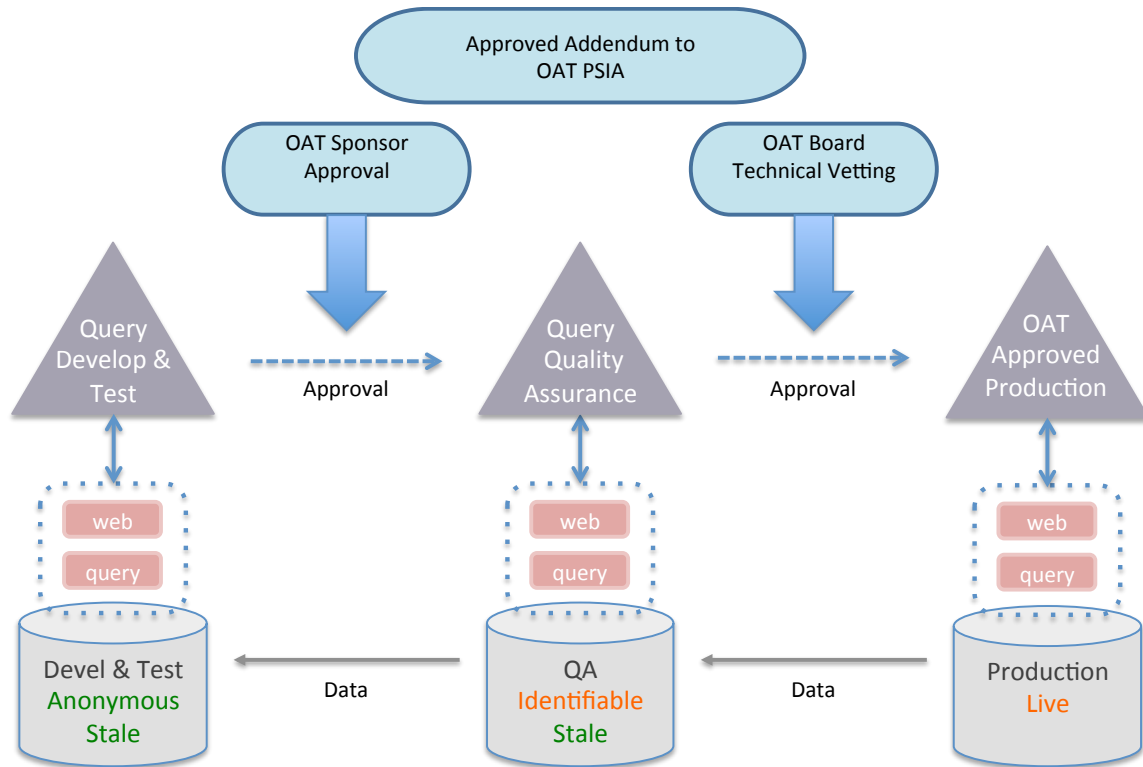 Approved Addendum to
OAT PSIA
OAT Sponsor
Approval
OAT Board
Technical Vetting
Query
Develop &
Test
Approval
Query
Quality
Assurance
Approval
OAT
Approved
Production
web
query
web
query
web
query
Devel & Test
Anonymous
Stale
Data
QA
Identifiable
Stale
Data
Production
Live